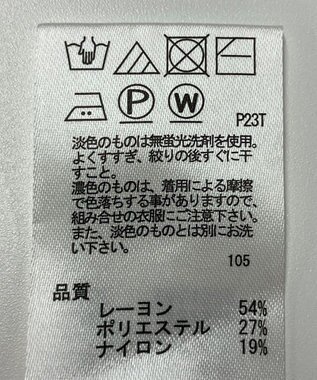 P W
P23T
淡色のものは無蛍光洗剤を使用。
よくすすぎ、絞りの後すぐに干
すこと。
濃色のものは、着用による摩擦
で色落ちする事がありますので、
組み合せの衣服にご注意下さい。
また、淡色のものとは別にお洗
い下さい。
105
品質
レーヨン 54%
ポリエステル 27%
ナイロン 19%